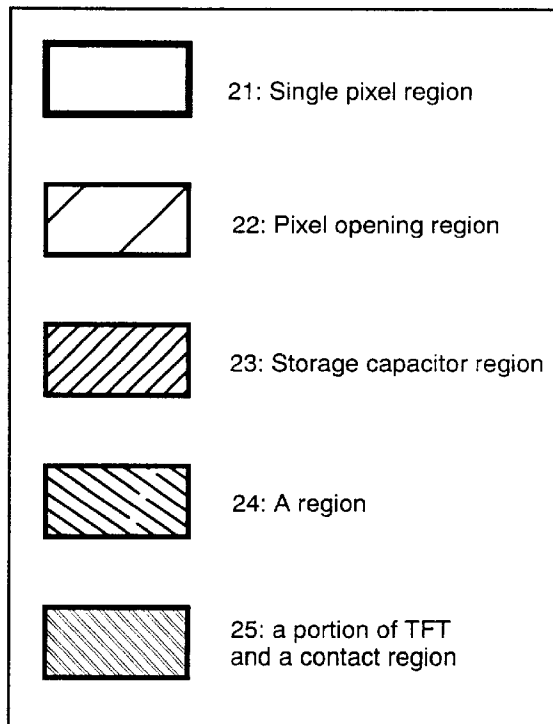 21: Single pixel region
22: Pixel opening region
23: Storage capacitor region
24: A region
25: a portion of TFT
and a contact region